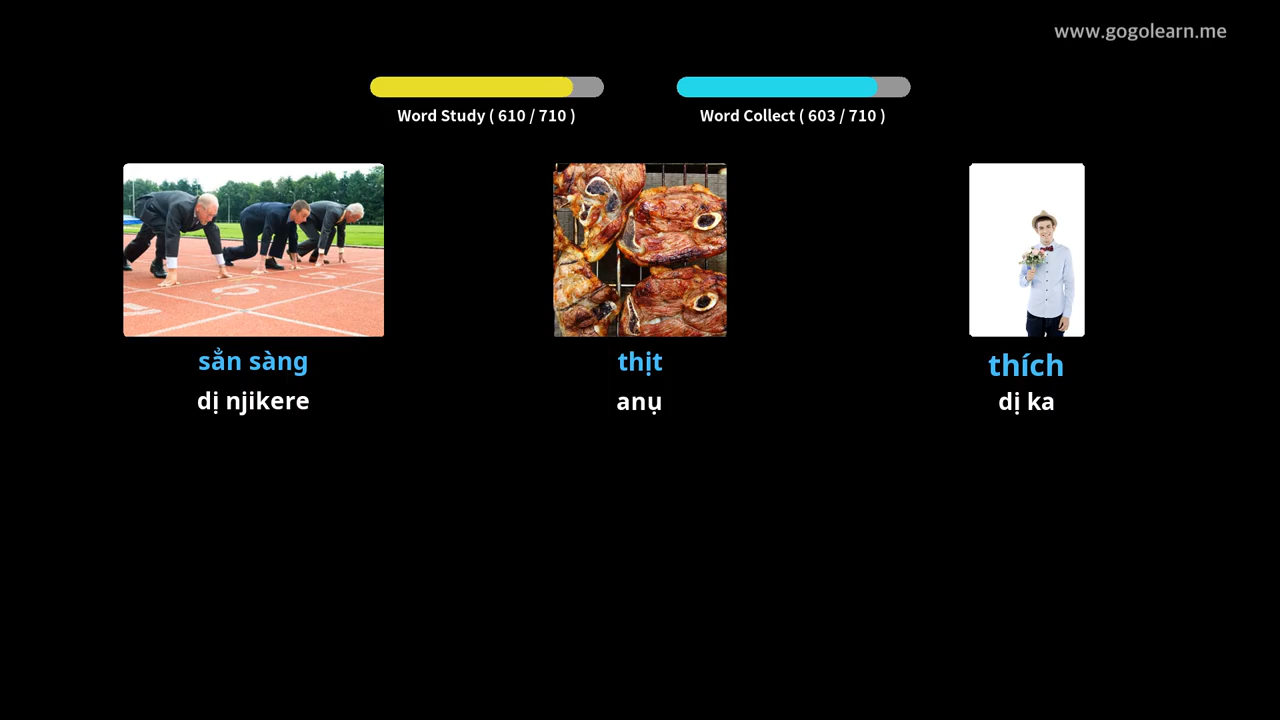 www.gogolearn.me
Word Study ( 610 / 710 )
Word Collect ( 603 / 710 )
sẳn sàng
thịt
thích
dị njikere
anụ
dị ka